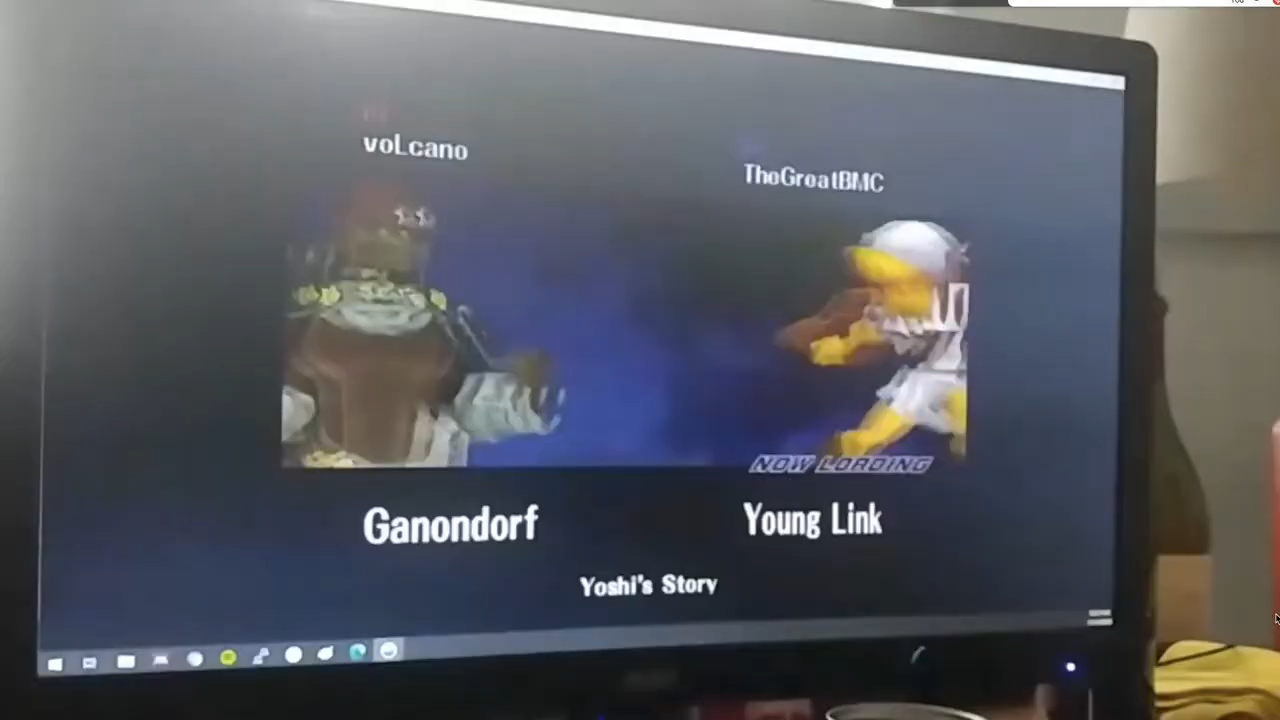 voLcano
TheGreatBMC
NOW LOADING
Ganondorf
Young Link
Yoshi's Story